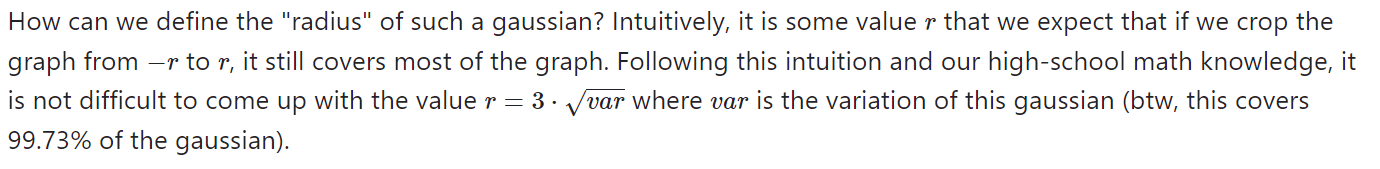 How can we define the "radius" of such a gaussian? Intuitively, it is some value r that we expect that if we crop the
graph from −r to r, it still covers most of the graph. Following this intuition and our high-school math knowledge, it
is not difficult to come up with the value r = 3 · √var where var is the variation of this gaussian (btw, this covers
99.73% of the gaussian).